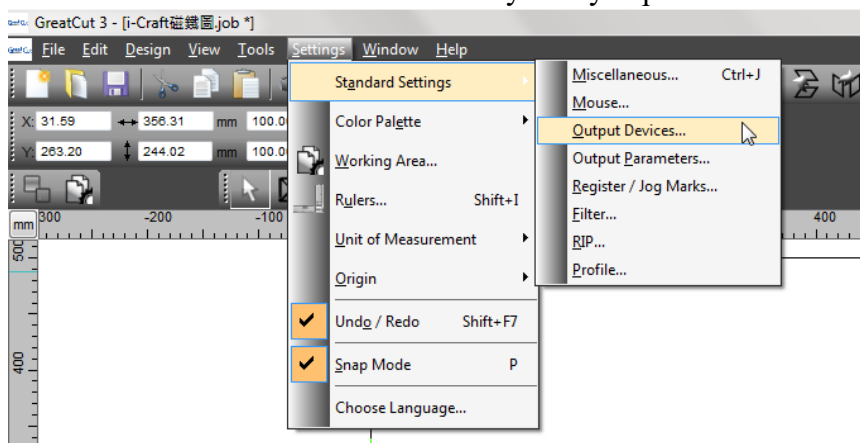 GreatCut 3 - [i-Craft磁鐵圖.job *]
File Edit Design View Tools Settings Window Help
X: 31.59 356.31 mm 100.0
Y: 263.20 244.02 mm 100.0
mm 300 -200 -100 400
500
400
Standard Settings
Color Palette
Working Area...
Rulers... Shift+I
Unit of Measurement
Origin
Undo / Redo Shift+F7
Snap Mode P
Choose Language...
Miscellaneous... Ctrl+J
Mouse...
Output Devices...
Output Parameters...
Register / Jog Marks...
Filter...
RIP...
Profile...